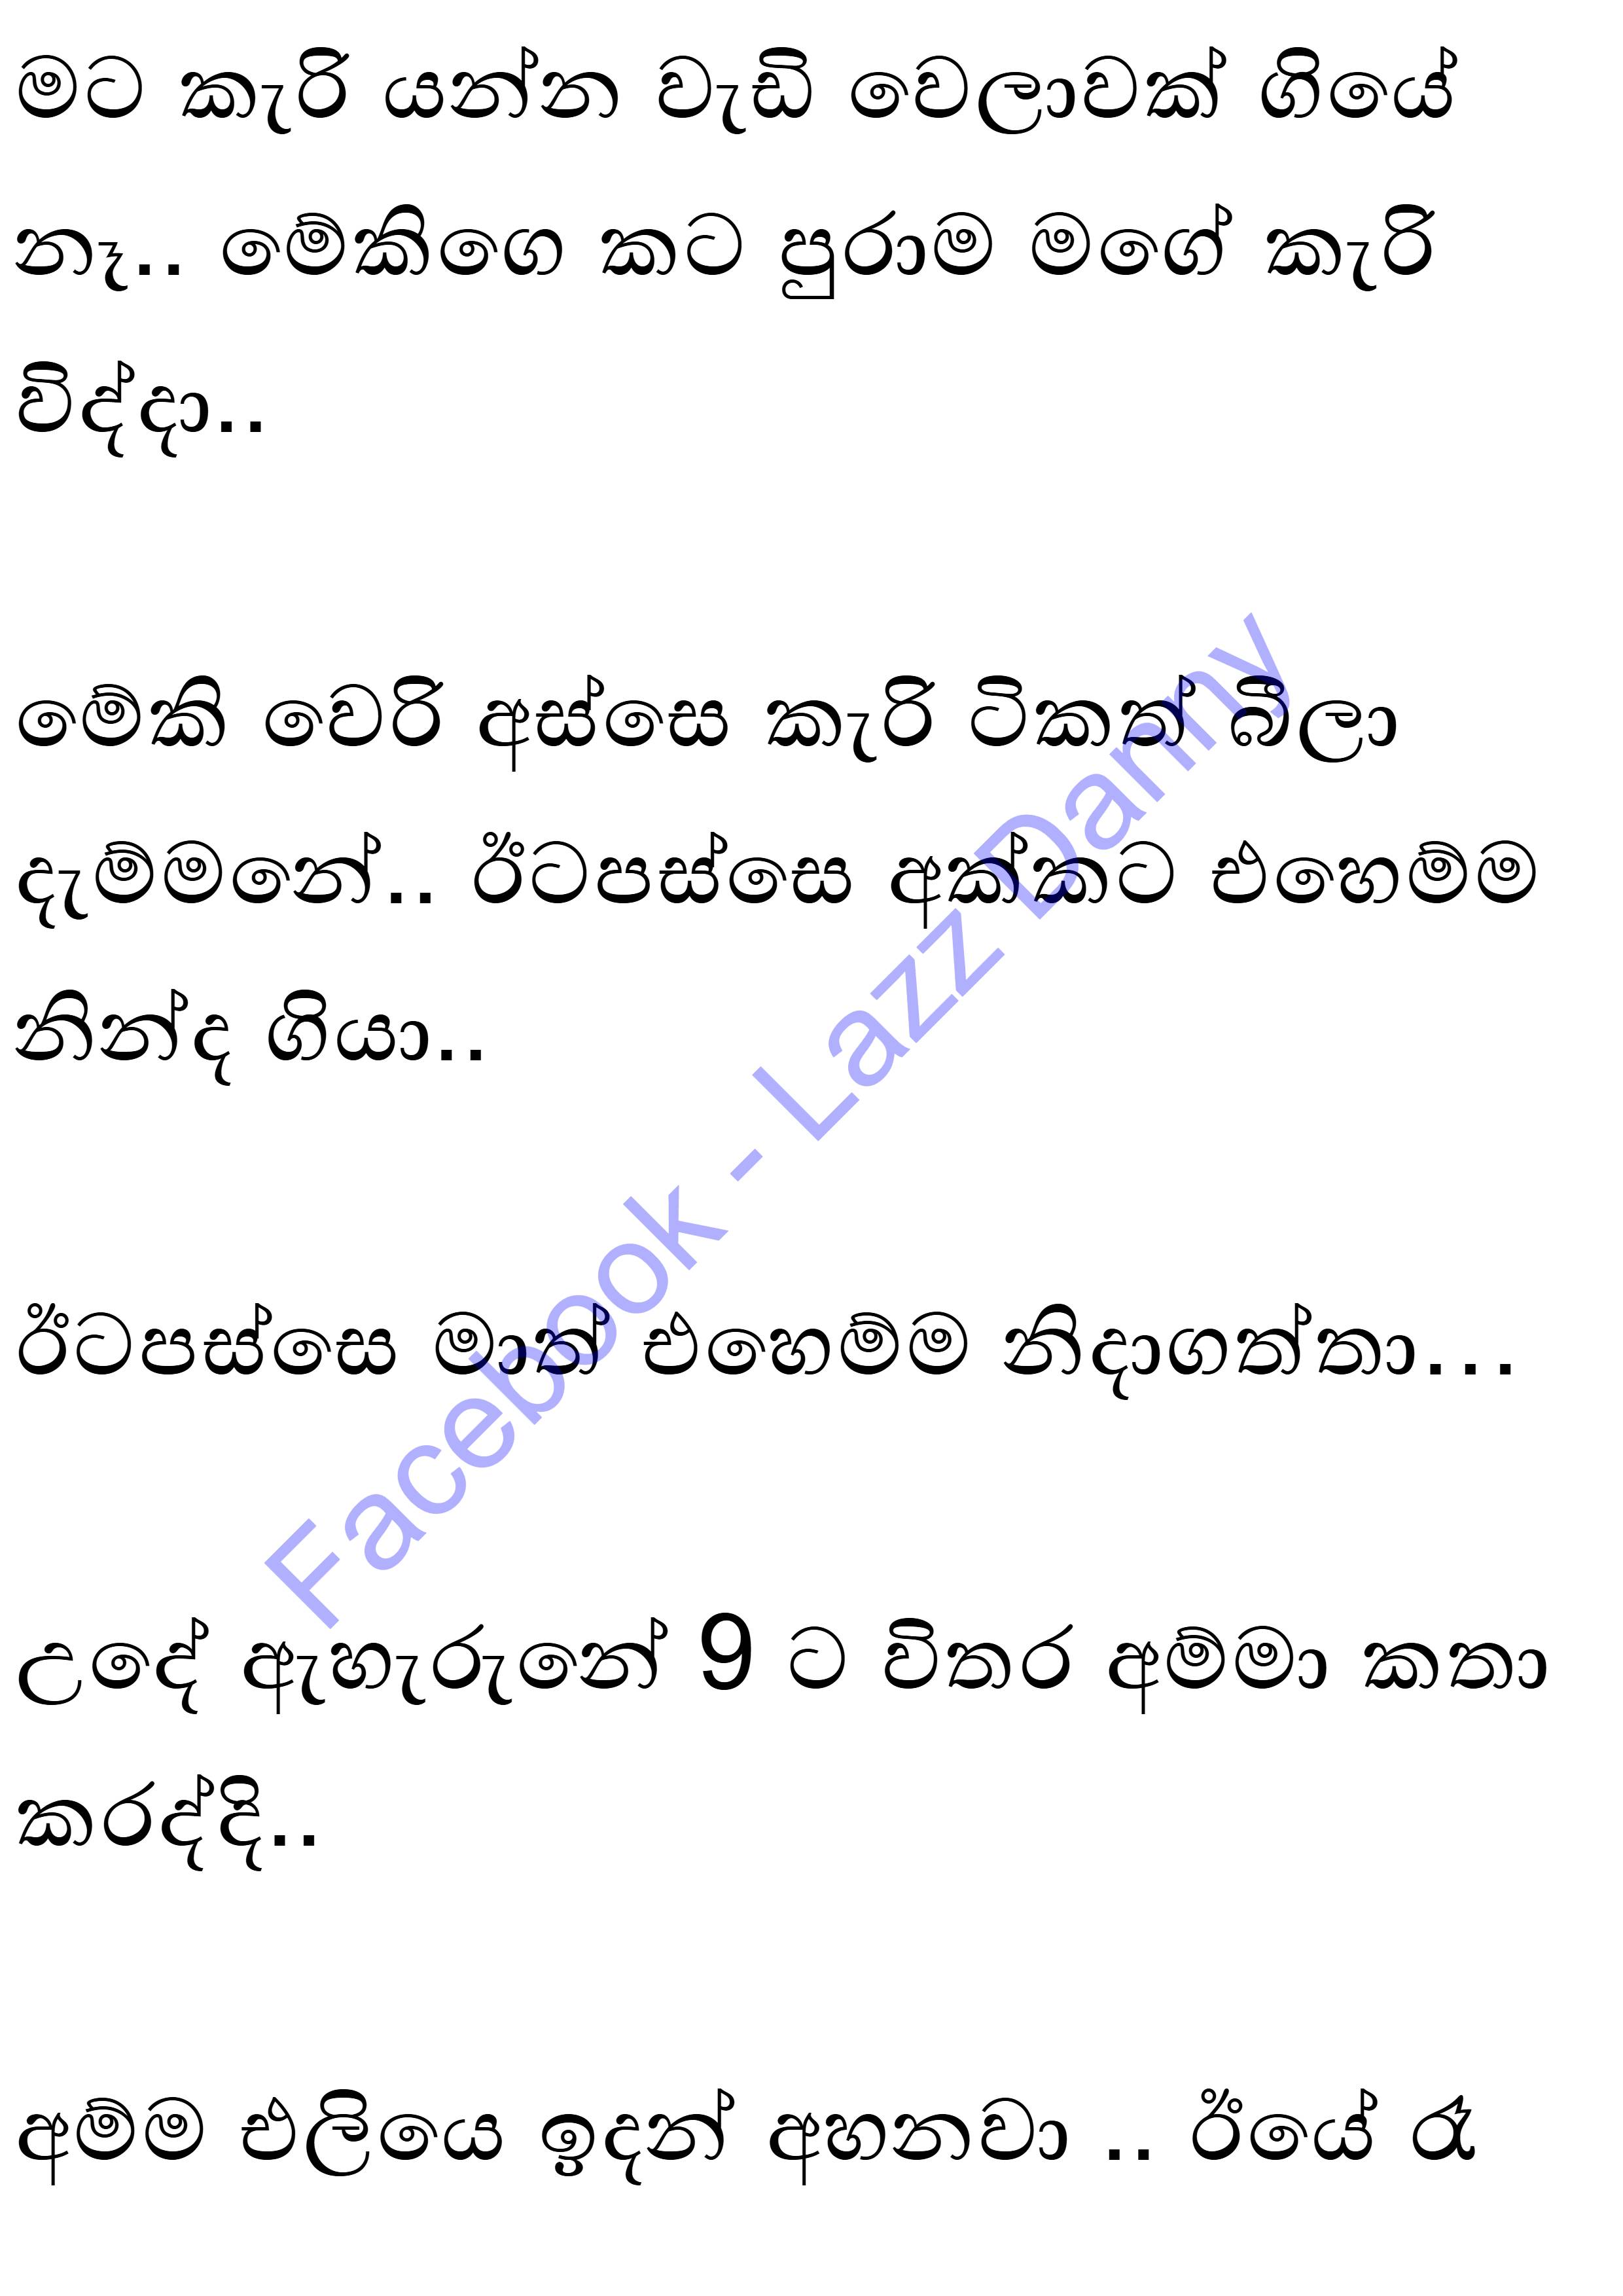 මට කැරි යන්න වැඩි වෙලාවක් ගියේ
නෑ.. මේකිගෙ කට පුරාම මගේ කැරි
විද්දා..
මේකි වෙරි අස්සෙ කැරි ටිකක් බීලා
දැම්මනේ.. ඊටපස්සෙ අක්කට එහෙම්ම
නින්ද ගියා..
ඊටපස්සෙ මාත් එහෙම්ම නිදාගත්තා...
උදේ ඇහැරුනේ 9 ට විතර අම්මා කතා
කරද්දි..
අම්ම එලියෙ ඉදන් අහනවා .. ඊයේ රෑ
Facebook - Lazz Danny